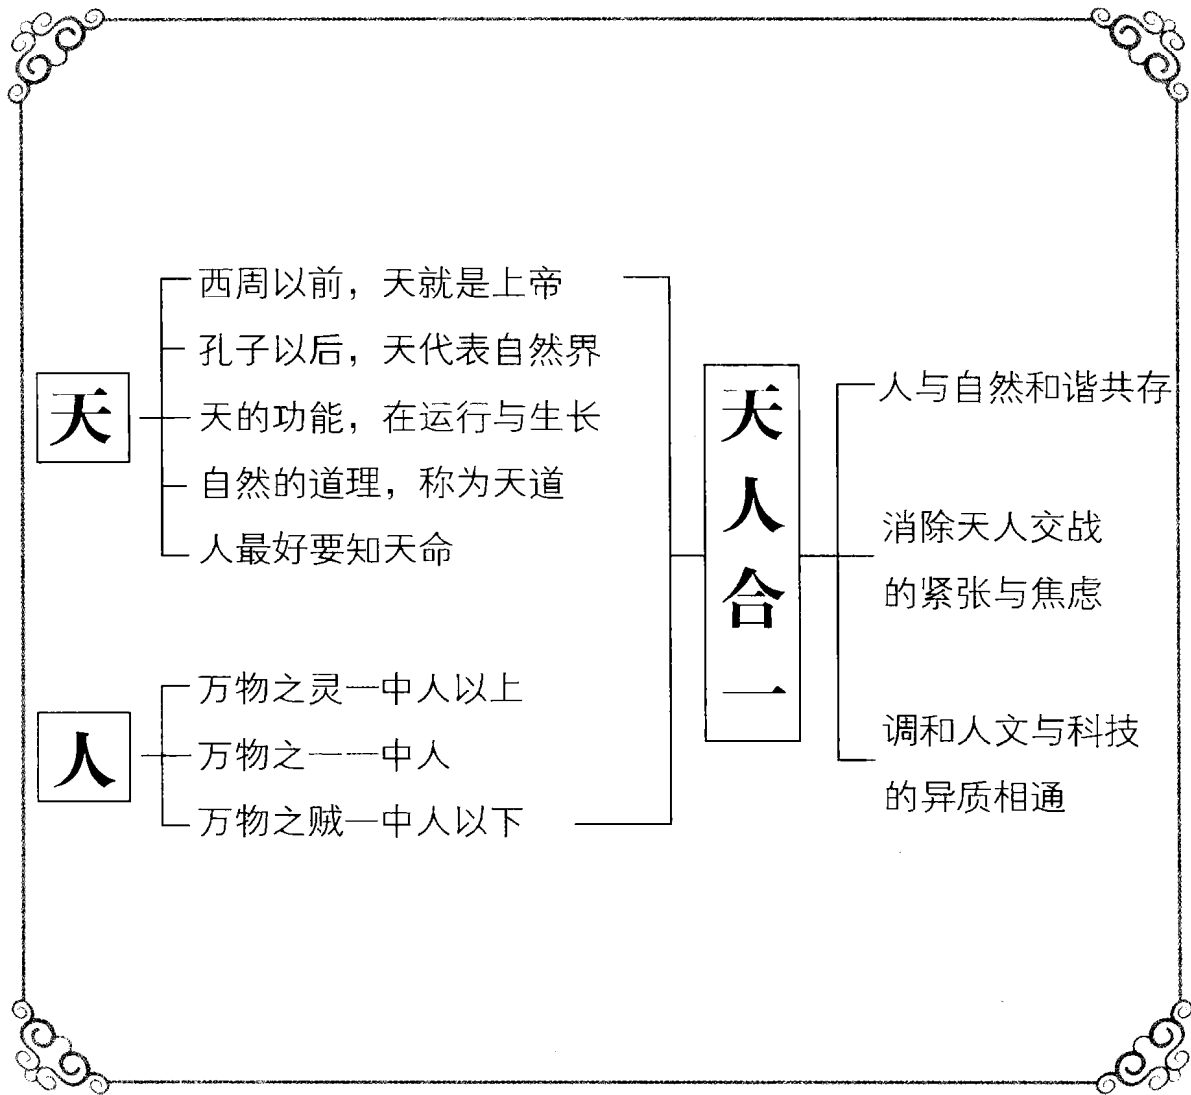 天
西周以前，天就是上帝
孔子以后，天代表自然界
天的功能，在运行与生长
自然的道理，称为天道
人最好要知天命
人
万物之灵—中人以上
万物之一—中人
万物之贼—中人以下
天人合一
人与自然和谐共存
消除天人交战
的紧张与焦虑
调和人文与科技
的异质相通